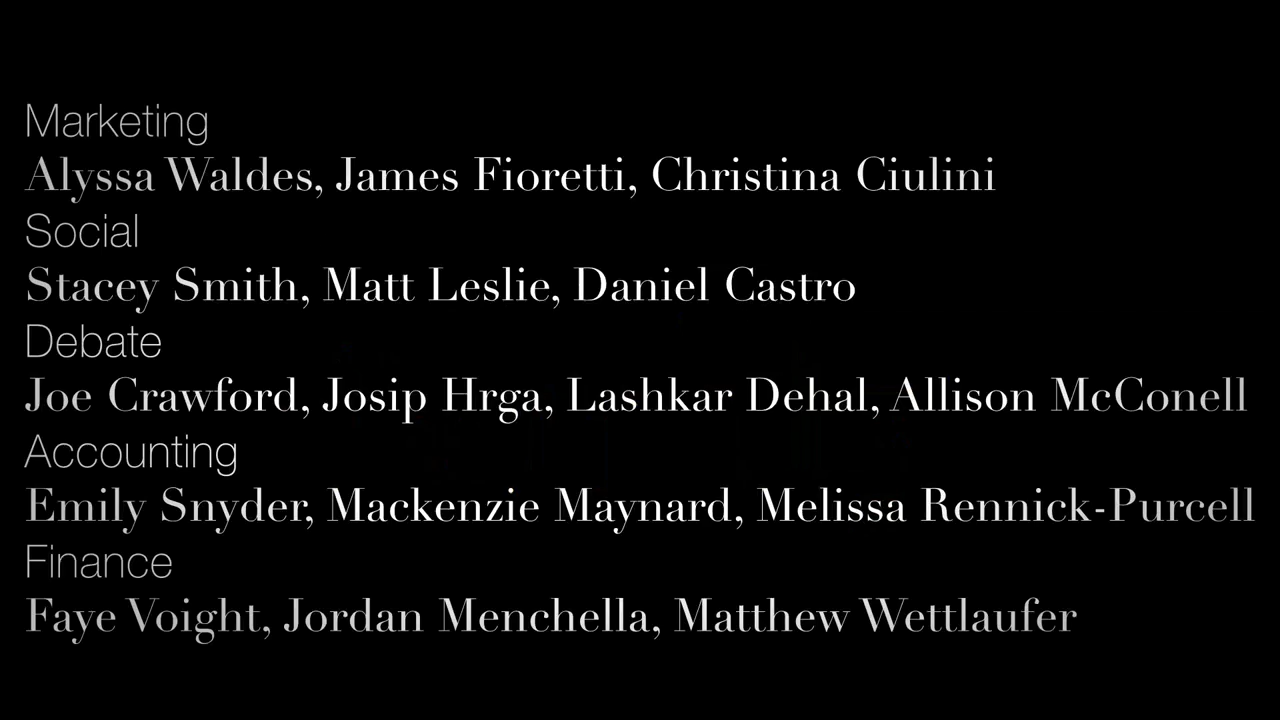 Marketing
Alyssa Waldes, James Fioretti, Christina Ciulini
Social
Stacey Smith, Matt Leslie, Daniel Castro
Debate
Joe Crawford, Josip Hrga, Lashkar Dehal, Allison McConell
Accounting
Emily Snyder, Mackenzie Maynard, Melissa Rennick-Purcell
Finance
Faye Voight, Jordan Menchella, Matthew Wettlaufer